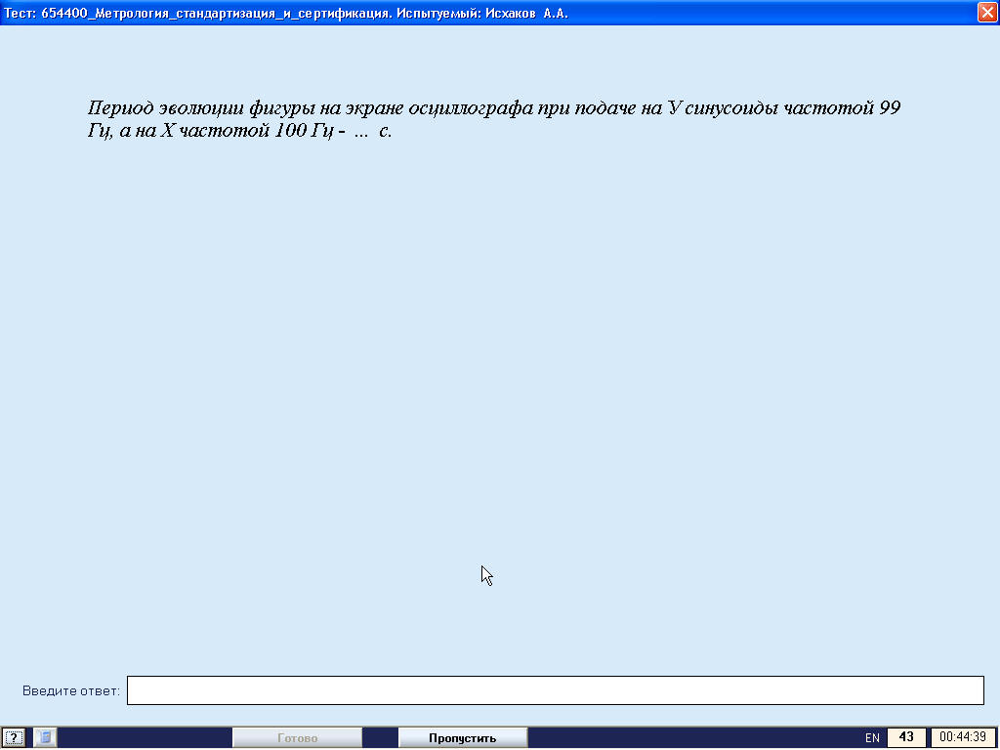 Тест: 654400_Метрология_стандартизация_и_сертификация. Испытуемый: Исхаков А.А.
Период эволюции фигуры на экране осциллографа при подаче на У синусоиды частотой 99
Гц, а на Х частотой 100 Гц - ... с.
Введите ответ:
? Готово Пропустить EN 43 00:44:39